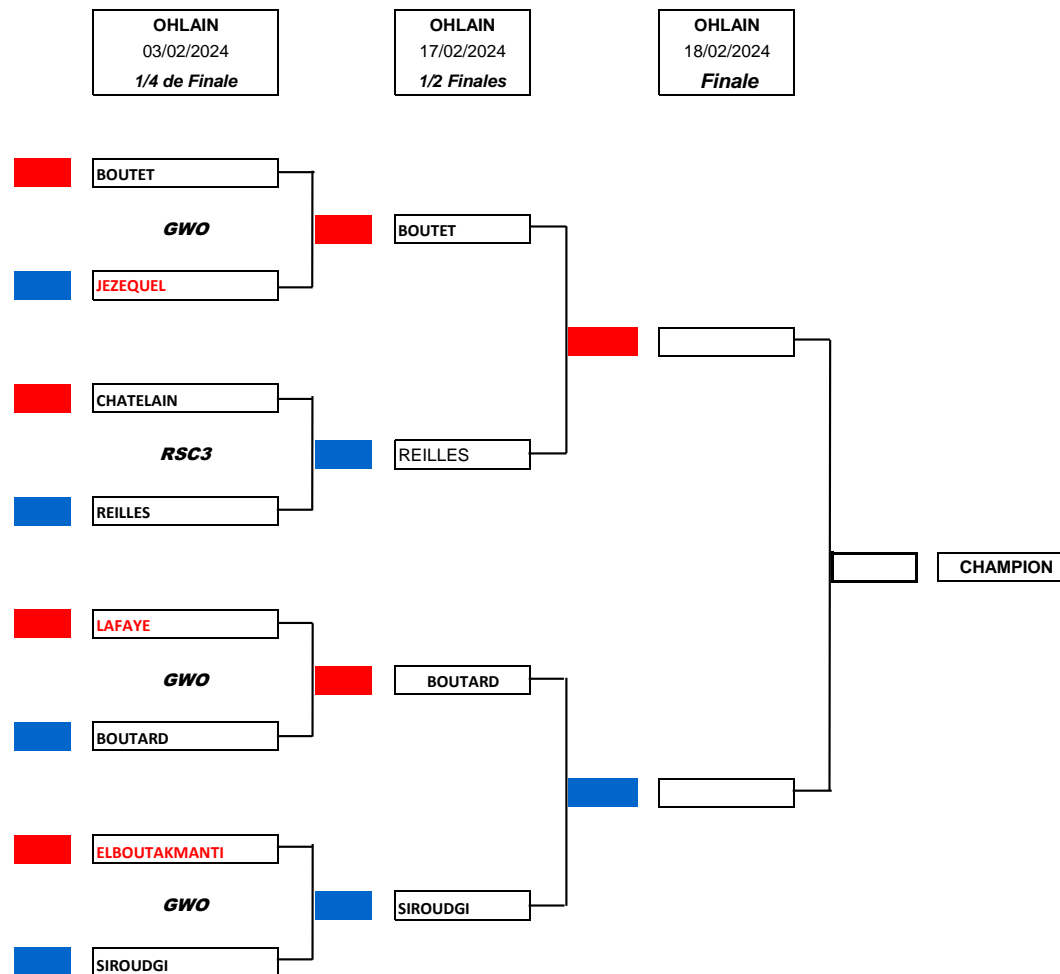 OHLAIN
03/02/2024
1/4 de Finale
OHLAIN
17/02/2024
1/2 Finales
OHLAIN
18/02/2024
Finale
BOUTET
GWO
BOUTET
JEZEQUEL
CHATELAIN
RSC3
REILLES
REILLES
CHAMPION
LAFAYE
GWO
BOUTARD
BOUTARD
ELBOUTAKMANTI
GWO
SIROUDGI
SIROUDGI